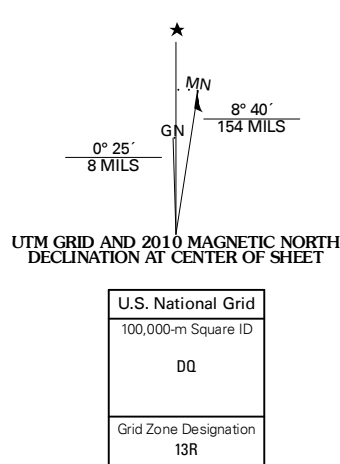 ★
MN
8° 40´
154 MILS
GN
0° 25´
8 MILS
UTM GRID AND 2010 MAGNETIC NORTH
DECLINATION AT CENTER OF SHEET
U.S. National Grid
100,000-m Square ID
DQ
Grid Zone Designation
13R